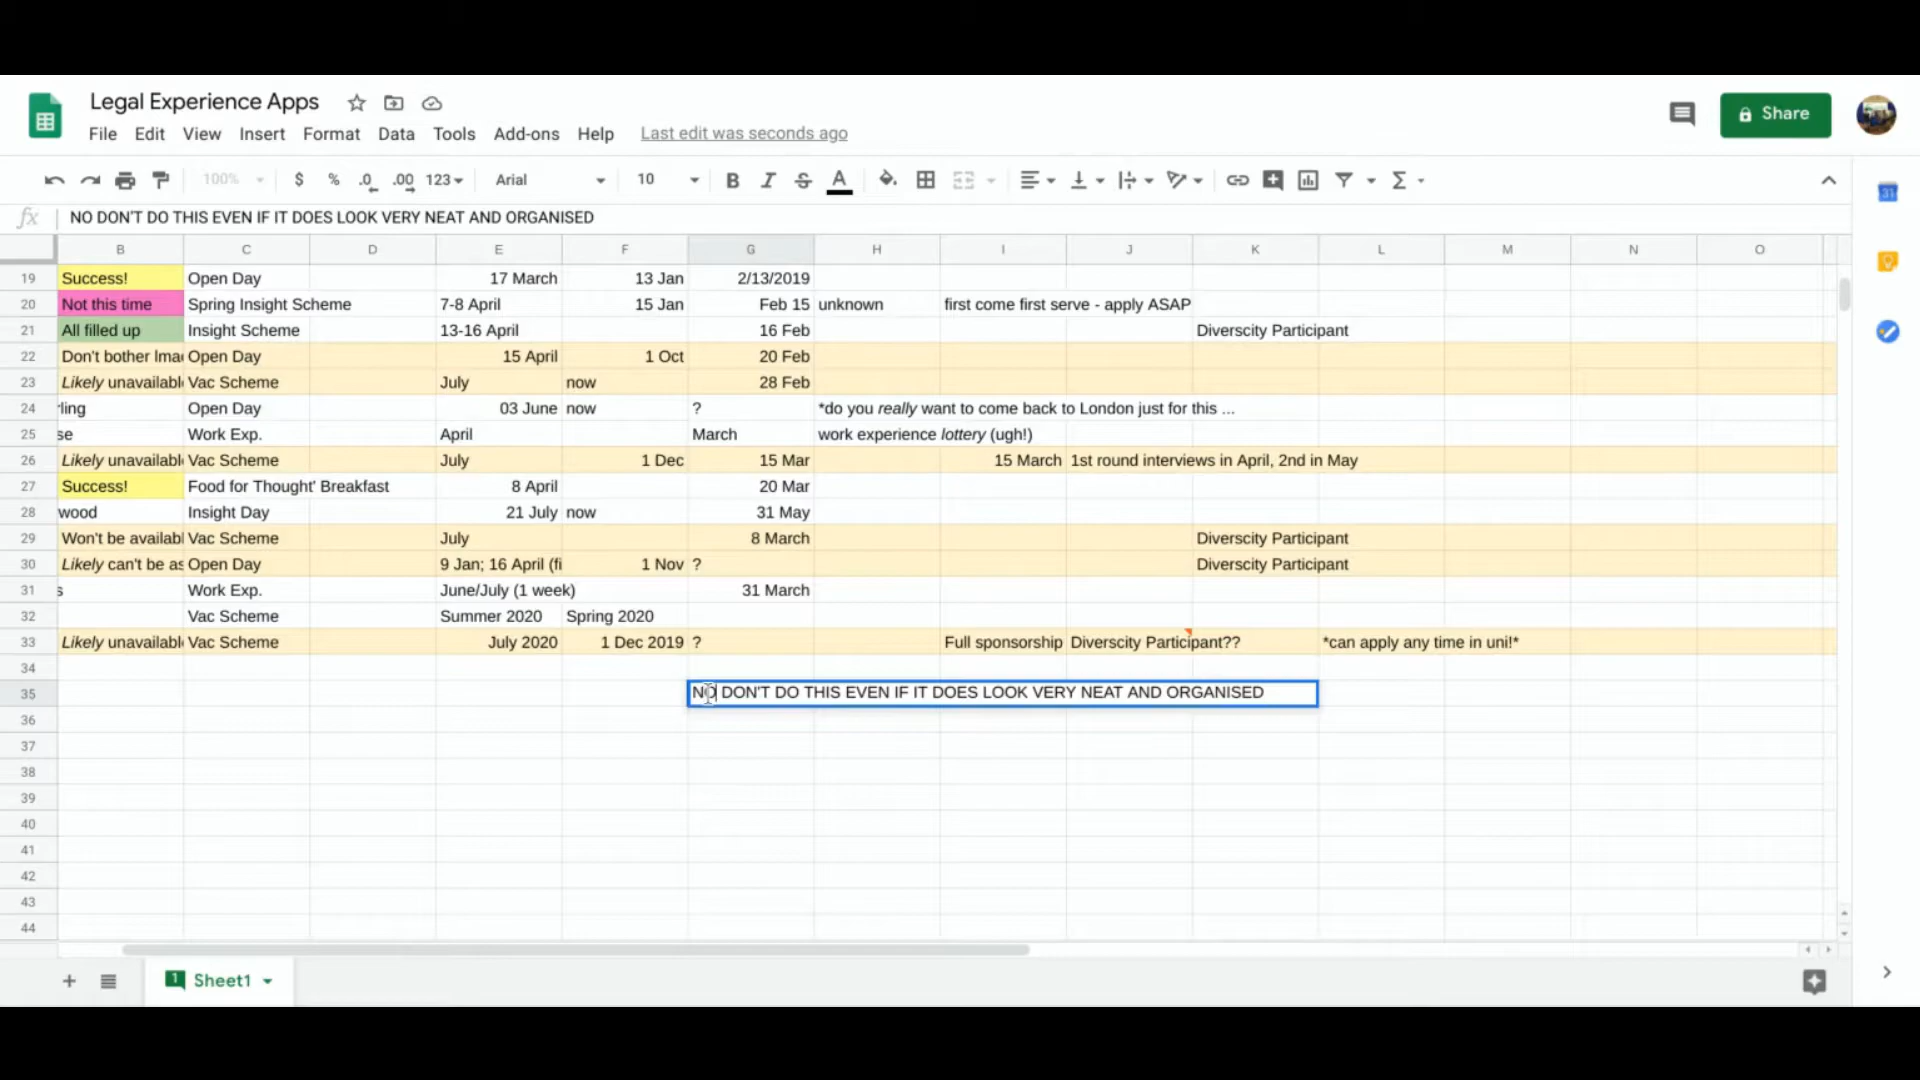 Legal Experience Apps
File Edit View Insert Format Data Tools Add-ons Help Last edit was seconds ago
Share
100% $ % .0 .00 123 Arial 10 B I S A
31
fx NO DON'T DO THIS EVEN IF IT DOES LOOK VERY NEAT AND ORGANISED
B C D E F G H I J K L M N O
19 Success! Open Day 17 March 13 Jan 2/13/2019
20 Not this time Spring Insight Scheme 7-8 April 15 Jan Feb 15 unknown first come first serve - apply ASAP
21 All filled up Insight Scheme 13-16 April 16 Feb Diverscity Participant
22 Don't bother lma Open Day 15 April 1 Oct 20 Feb
23 Likely unavailabl Vac Scheme July now 28 Feb
24 rling Open Day 03 June now ? *do you really want to come back to London just for this ...
25 se Work Exp. April March work experience lottery (ugh!)
26 Likely unavailabl Vac Scheme July 1 Dec 15 Mar 15 March 1st round interviews in April, 2nd in May
27 Success! Food for Thought' Breakfast 8 April 20 Mar
28 wood Insight Day 21 July now 31 May
29 Won't be availabl Vac Scheme July 8 March Diverscity Participant
30 Likely can't be as Open Day 9 Jan; 16 April (fi 1 Nov ? Diverscity Participant
31 s Work Exp. June/July (1 week) 31 March
32 Vac Scheme Summer 2020 Spring 2020
33 Likely unavailabl Vac Scheme July 2020 1 Dec 2019 ? Full sponsorship Diverscity Participant?? *can apply any time in uni!*
34
35 NO DON'T DO THIS EVEN IF IT DOES LOOK VERY NEAT AND ORGANISED
36
37
38
39
40
41
42
43
44
1 Sheet1